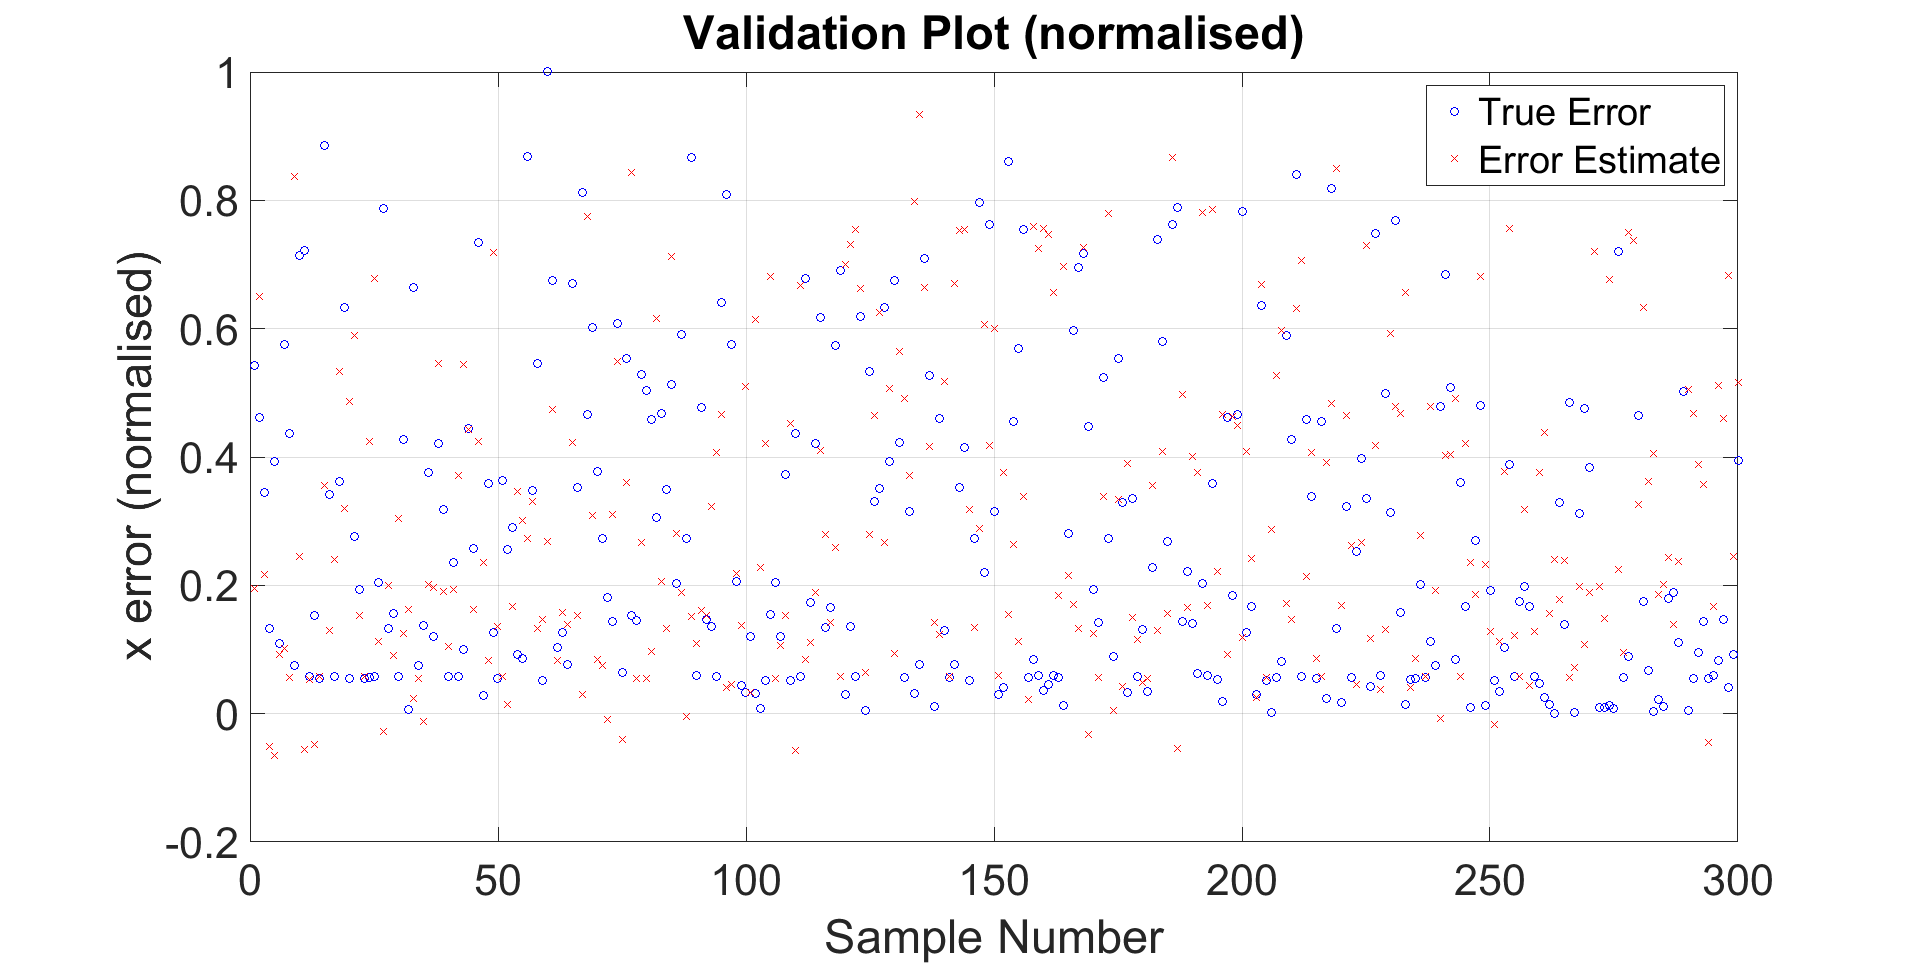 Validation Plot (normalised)
1
0.8
0.6
0.4
0.2
0
-0.2
x error (normalised)
True Error
Error Estimate
0 50 100 150 200 250 300
Sample Number